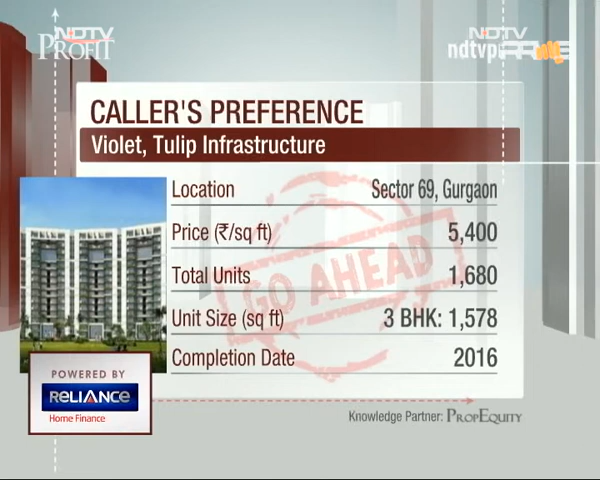 NDTV
PROFIT
NDTV
ndtvp
CALLER'S PREFERENCE
Violet, Tulip Infrastructure
Location Sector 69, Gurgaon
Price (₹/sq ft) 5,400
Total Units 1,680
Unit Size (sq ft) 3 BHK: 1,578
Completion Date 2016
GO AHEAD
POWERED BY
RELIANCE
Home Finance
Knowledge Partner: PROPEQUITY